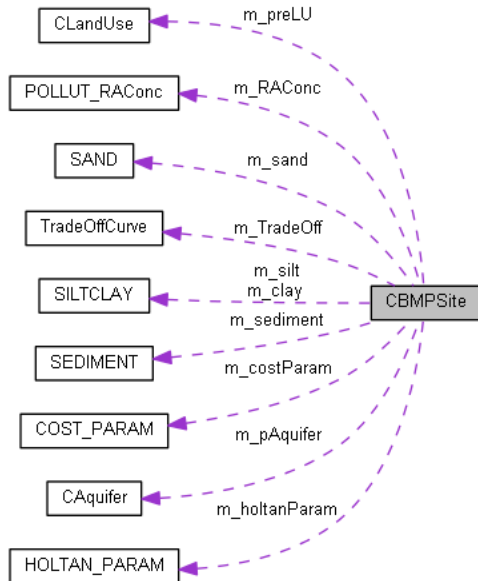 CLandUse
m_preLU
POLLUT_RAConc
m_RAConc
SAND
m_sand
TradeOffCurve
m_TradeOff
SILTCLAY
m_silt
m_clay
CBMPSite
SEDIMENT
m_sediment
COST_PARAM
m_costParam
CAquifer
m_pAquifer
HOLTAN_PARAM
m_holtanParam